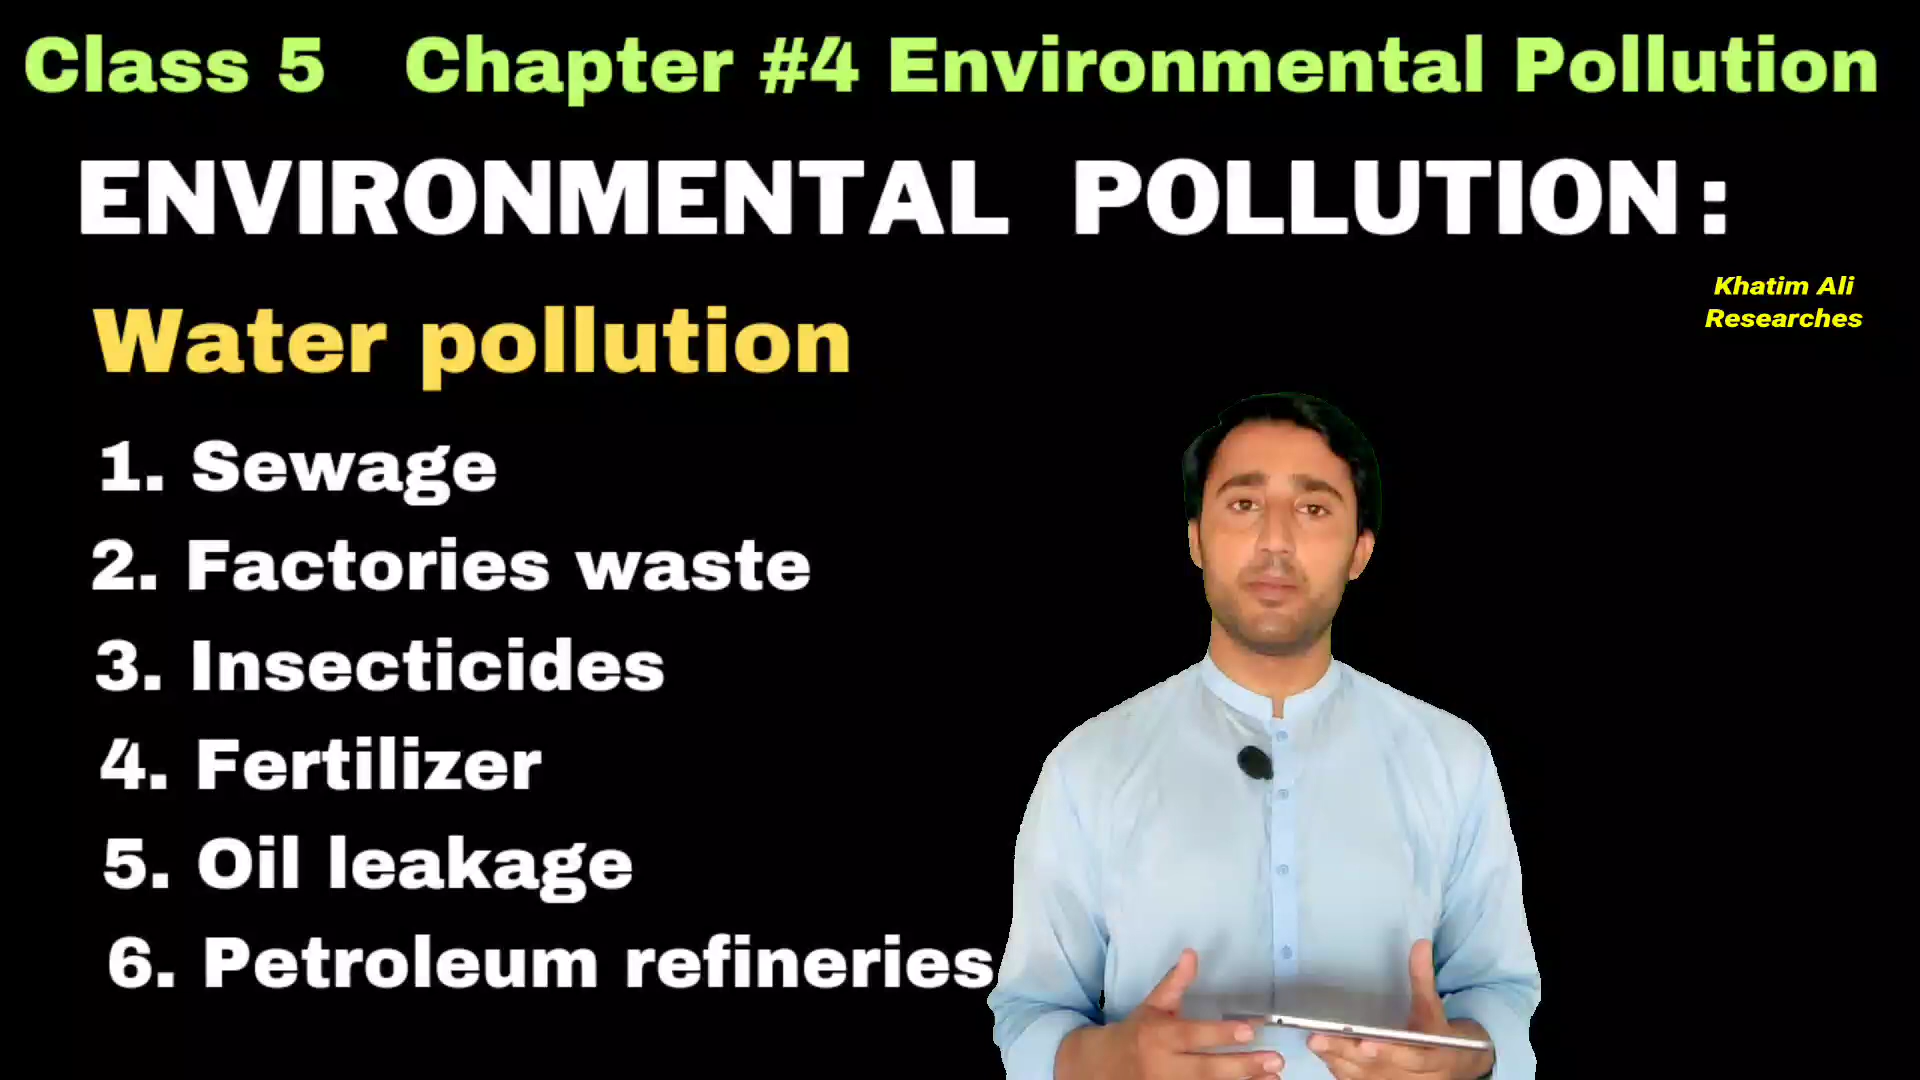 Class 5 Chapter #4 Environmental Pollution
ENVIRONMENTAL POLLUTION:
Khatim Ali
Researches
Water pollution
1. Sewage
2. Factories waste
3. Insecticides
4. Fertilizer
5. Oil leakage
6. Petroleum refineries